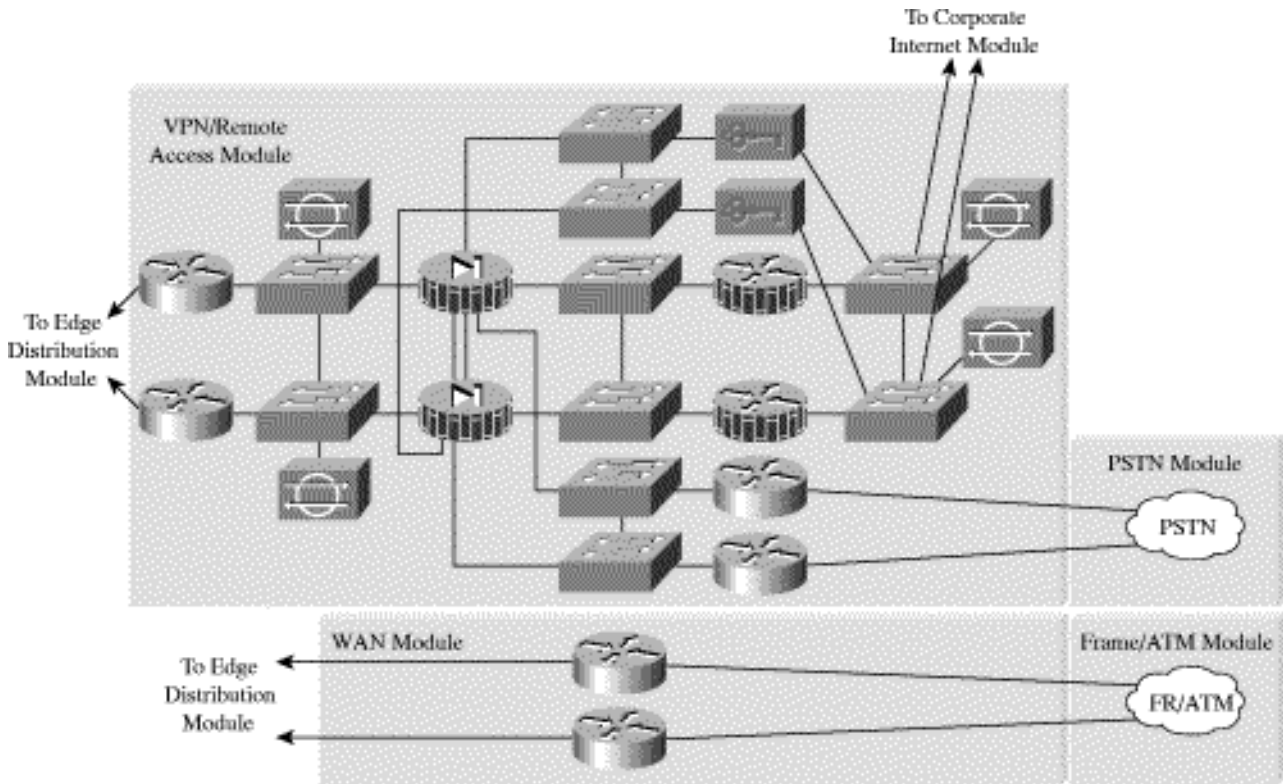 To Corporate
Internet Module
VPN/Remote
Access Module
To Edge
Distribution
Module
PSTN Module
PSTN
WAN Module
Frame/ATM Module
To Edge
Distribution
Module
FR/ATM